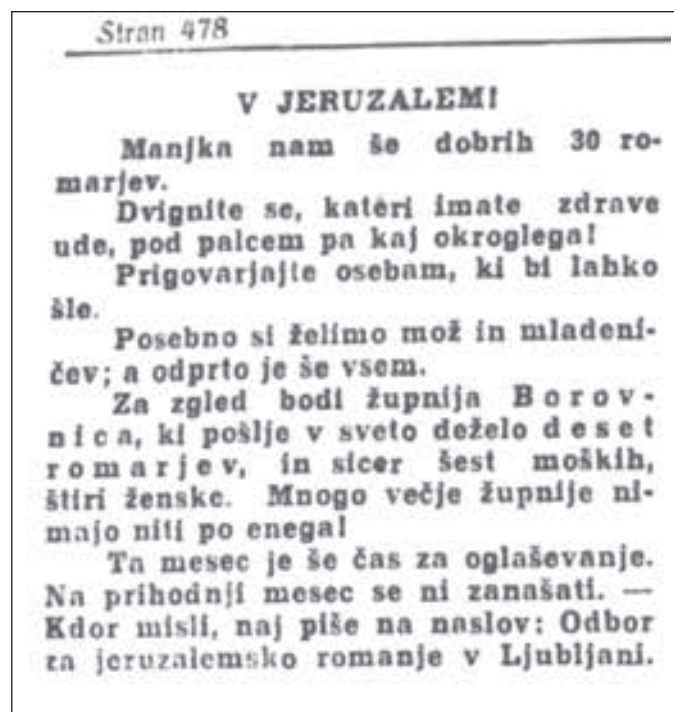 Stran 478
V JERUZALEM!
Manjka nam še dobrih 30 ro-
marjev.
Dvignite se, kateri imate zdrave
ude, pod palcem pa kaj okroglega!
Prigovarjajte osebam, ki bi lahko
šle.
Posebno si želimo mož in mladeni-
čev; a odprto je še vsem.
Za zgled bodi župnija Borov-
nica, ki pošlje v sveto deželo deset
romarjev, in sicer šest moških,
štiri ženske. Mnogo večje župnije ni-
majo niti po enega!
Ta mesec je še čas za oglaševanje.
Na prihodnji mesec se ni zanašati. —
Kdor misli, naj piše na naslov: Odbor
za jeruzalemsko romanje v Ljubljani.